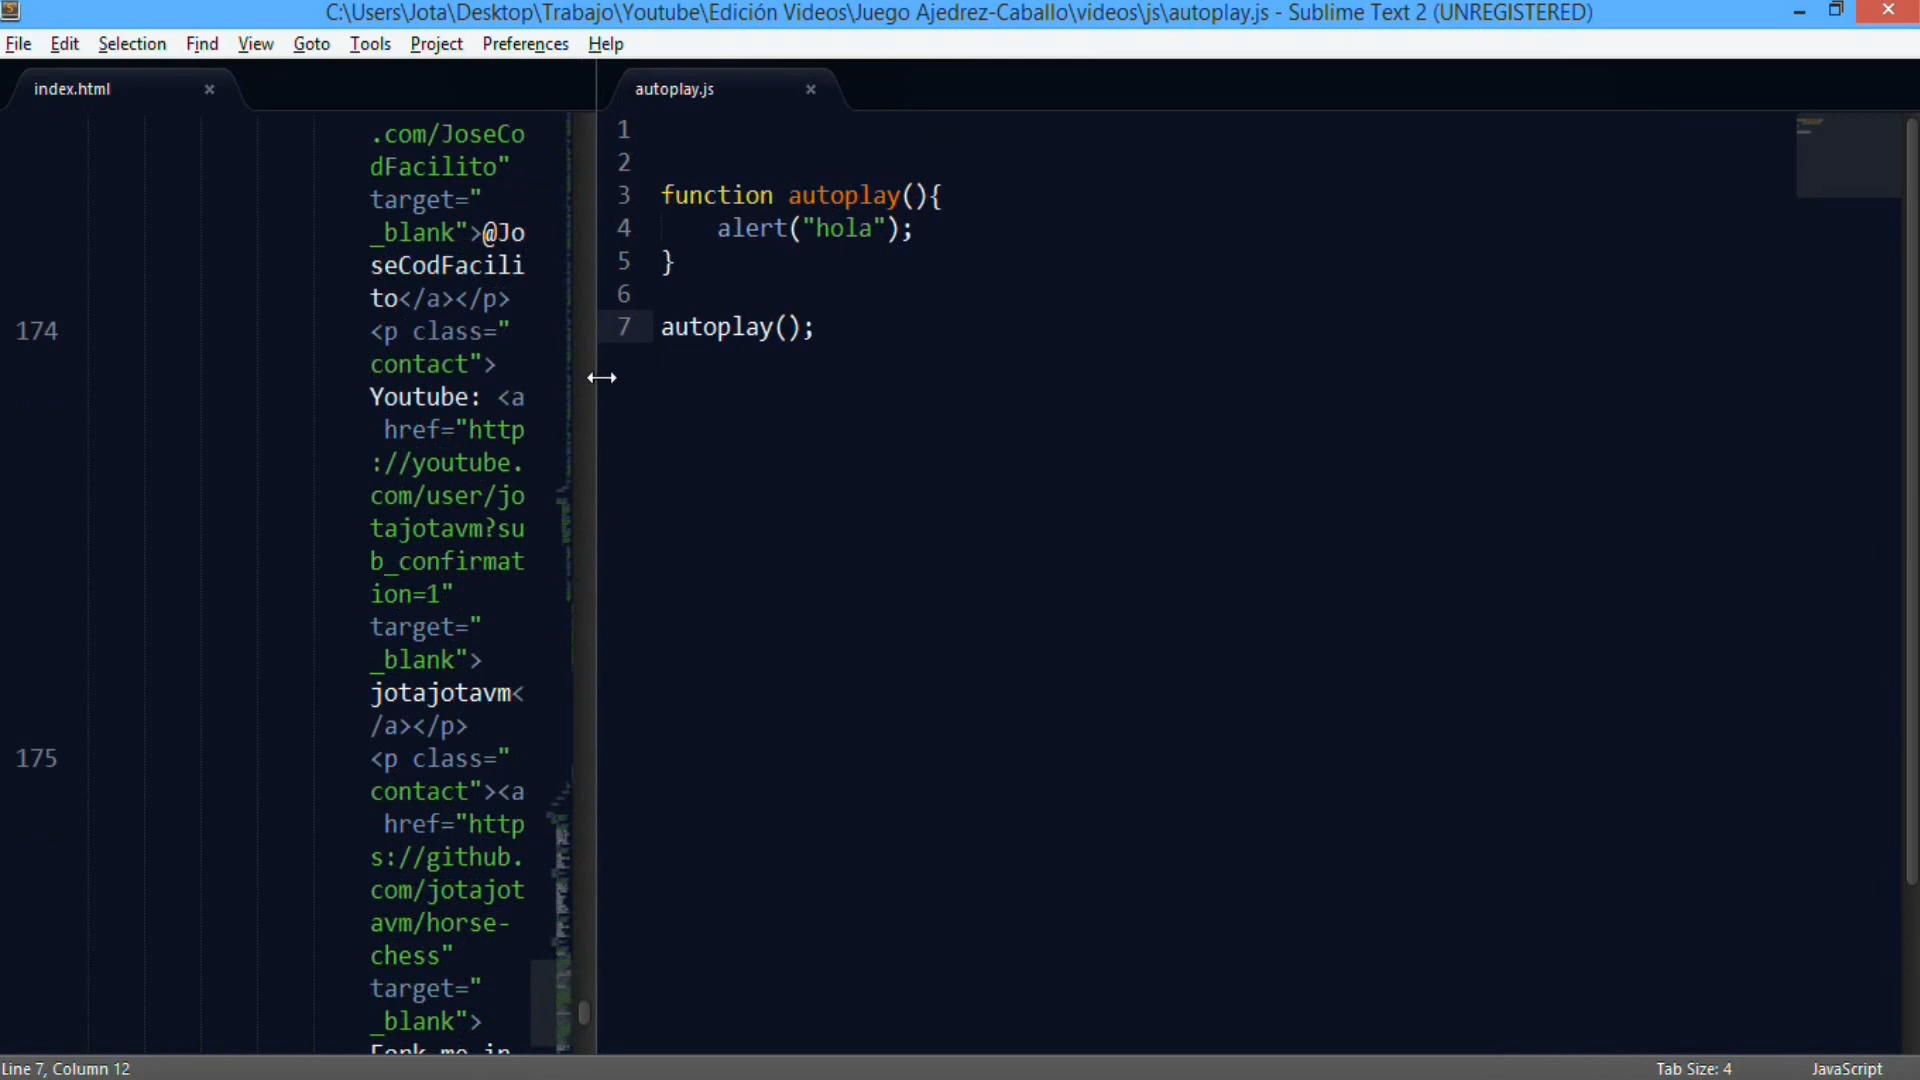 C:\Users\Jota\Desktop\Trabajo\Youtube\Edición Videos\Juego Ajedrez-Caballo\videos\js\autoplay.js - Sublime Text 2 (UNREGISTERED)
File Edit Selection Find View Goto Tools Project Preferences Help
index.html ×
.com/JoseCo
dFacilito"
target="
_blank">@Jo
seCodFacili
to</a></p>
174 <p class="
contact">
Youtube: <a
href="http
://youtube.
com/user/jo
tajotavm?su
b_confirmat
ion=1"
target="
_blank">
jotajotavm<
/a></p>
175 <p class="
contact"><a
href="http
s://github.
com/jotajot
avm/horse-
chess"
target="
_blank">
Fork me in
autoplay.js ×
1
2
3 function autoplay(){
4 alert("hola");
5 }
6
7 autoplay();
Line 7, Column 12
Tab Size: 4
JavaScript